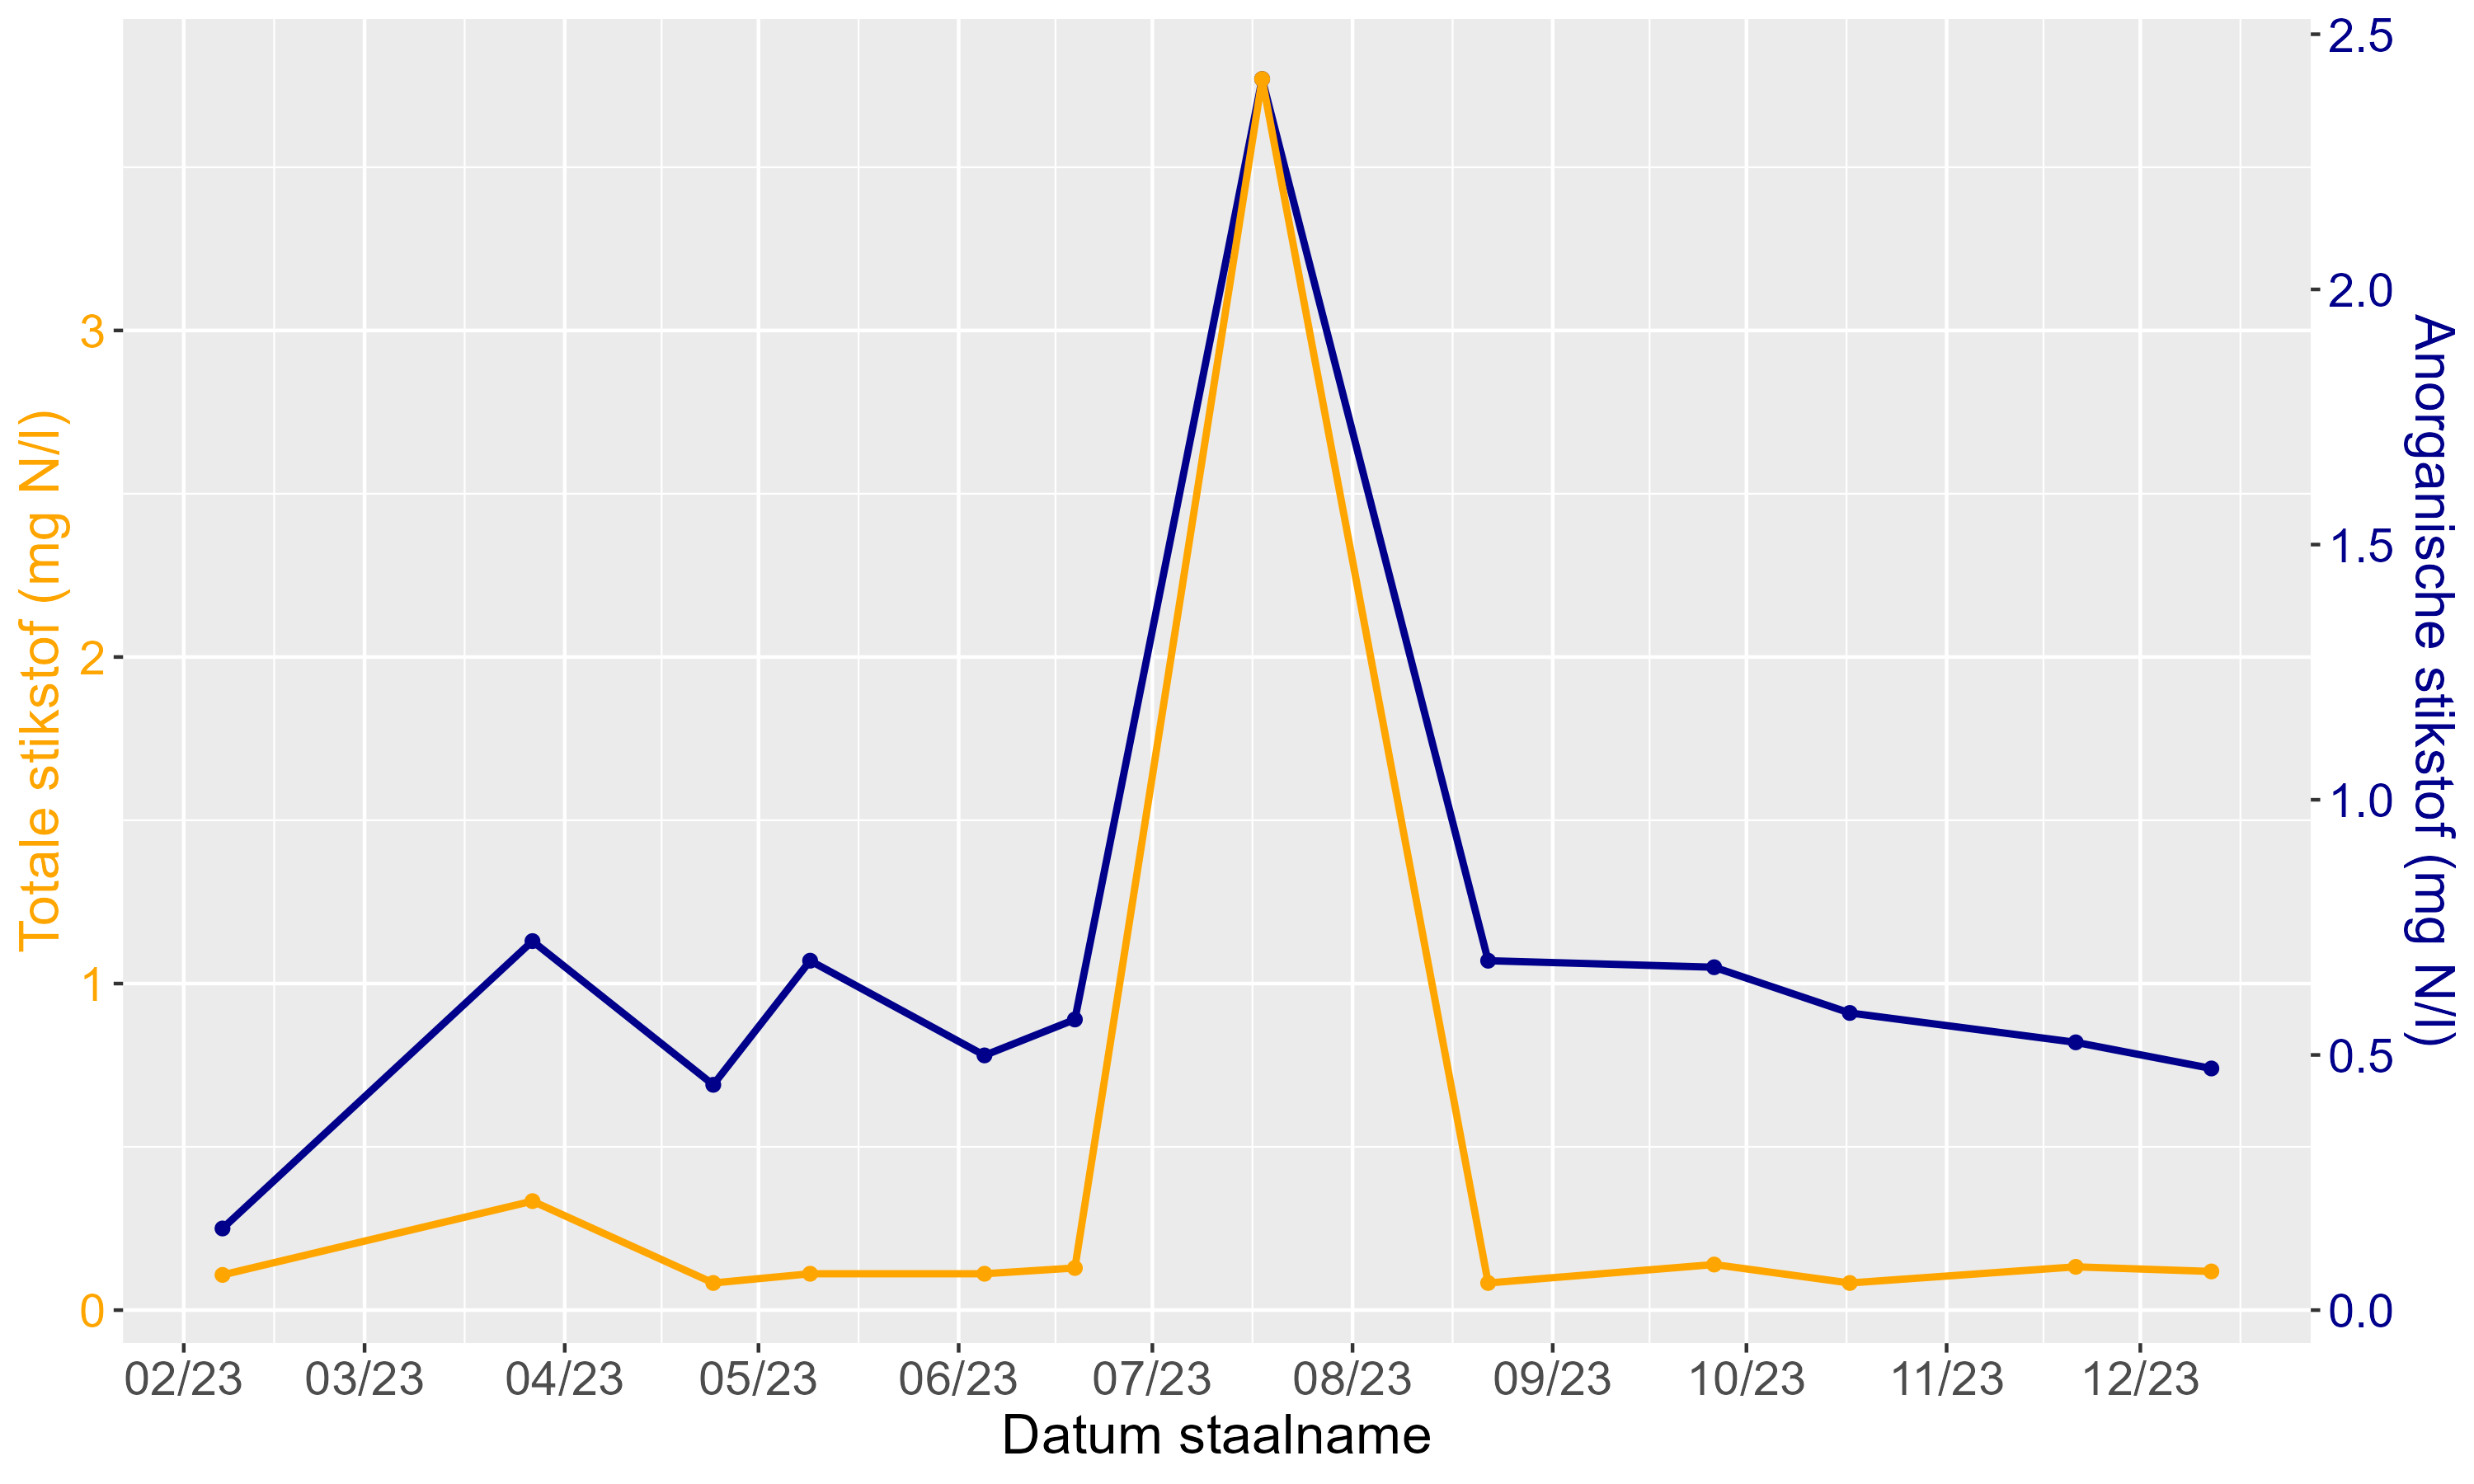 Totale stikstof (mg N/l)
3
2
1
0
2.5
2.0
1.5
1.0
0.5
0.0
Anorganische stikstof (mg N/l)
02/23 03/23 04/23 05/23 06/23 07/23 08/23 09/23 10/23 11/23 12/23
Datum staalname